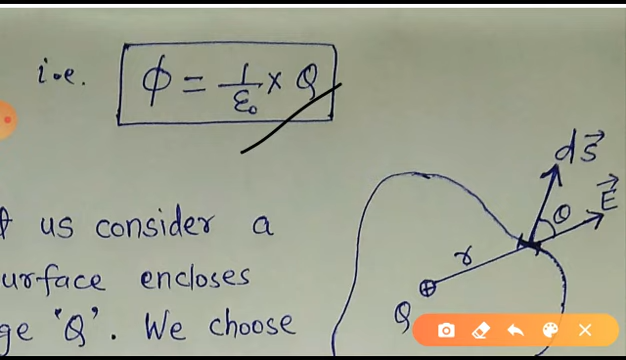 i.e. ϕ = 1/ε₀ × Q
dS⃗
E⃗
θ
us consider a
r
urface encloses
Q
ge "Q". We choose